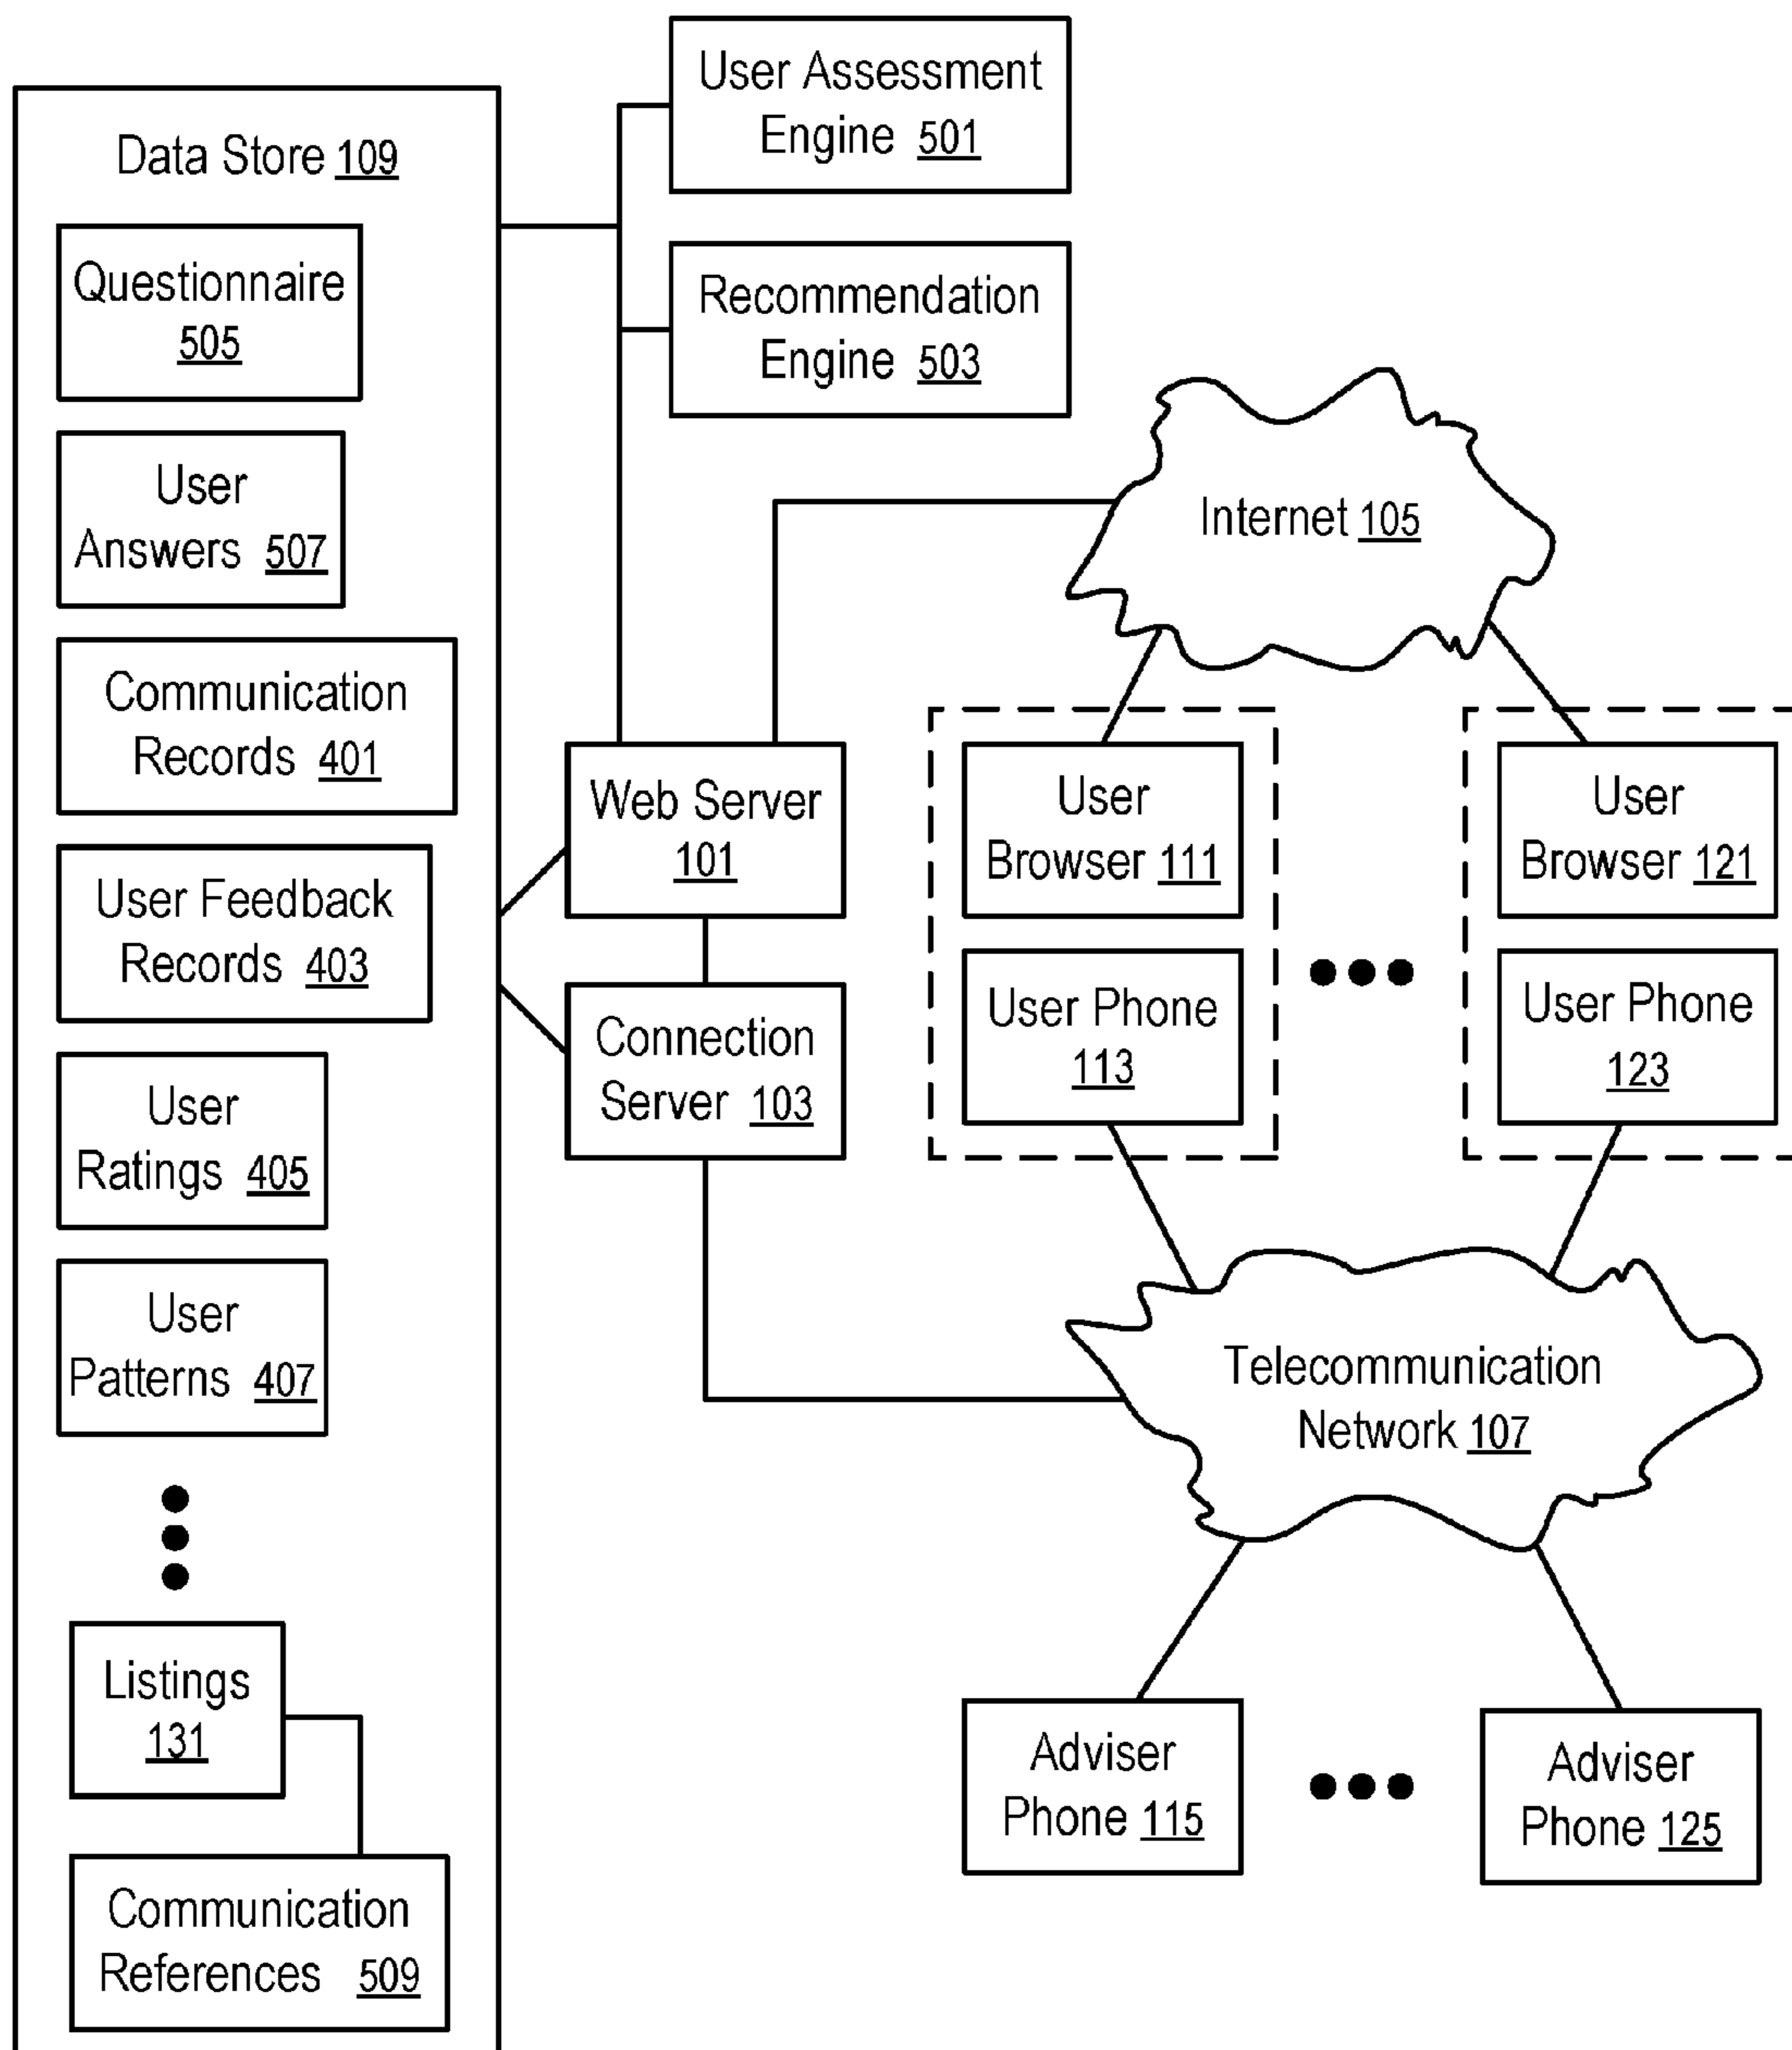 Data Store 109
Questionnaire
505
User
Answers 507
Communication
Records 401
User Feedback
Records 403
User
Ratings 405
User
Patterns 407
Listings
131
Communication
References 509
User Assessment
Engine 501
Recommendation
Engine 503
Web Server
101
Connection
Server 103
Internet 105
User
Browser 111
User Phone
113
User
Browser 121
User Phone
123
Telecommunication
Network 107
Adviser
Phone 115
Adviser
Phone 125